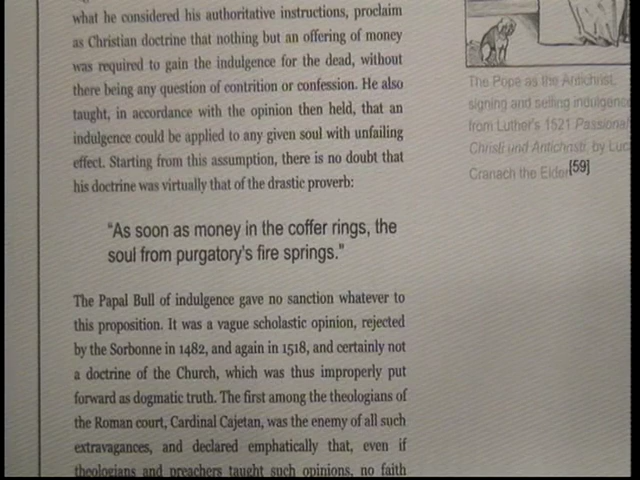 what he considered his authoritative instructions, proclaim
as Christian doctrine that nothing but an offering of money
was required to gain the indulgence for the dead, without
there being any question of contrition or confession. He also
taught, in accordance with the opinion then held, that an
indulgence could be applied to any given soul with unfailing
effect. Starting from this assumption, there is no doubt that
his doctrine was virtually that of the drastic proverb:
“As soon as money in the coffer rings, the
soul from purgatory's fire springs.”
The Papal Bull of indulgence gave no sanction whatever to
this proposition. It was a vague scholastic opinion, rejected
by the Sorbonne in 1482, and again in 1518, and certainly not
a doctrine of the Church, which was thus improperly put
forward as dogmatic truth. The first among the theologians of
the Roman court, Cardinal Cajetan, was the enemy of all such
extravagances, and declared emphatically that, even if
theologians and preachers taught such opinions, no faith
The Pope as the Antichrist,
signing and selling indulgence
from Luther's 1521 Passional
Christi und Antichristi, by Luc
Cranach the Elder[59]